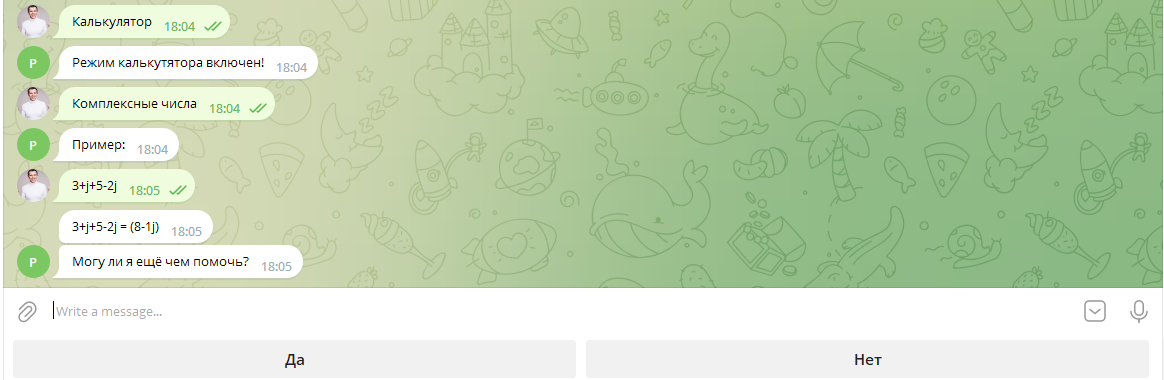 Калькулятор 18:04
P Режим калькутятора включен! 18:04
Комплексные числа 18:04
P Пример: 18:04
3+j+5-2j 18:05
3+j+5-2j = (8-1j) 18:05
P Могу ли я ещё чем помочь? 18:05
Write a message...
Да Нет